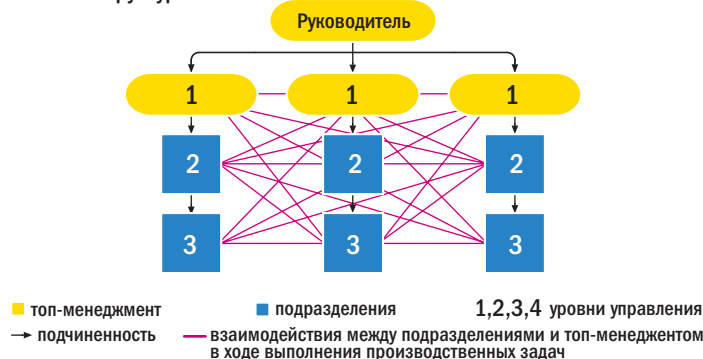 Руководитель
1 1 1
2 2 2
3 3 3
топ-менеджмент подразделения 1,2,3,4 уровни управления
подчиненность взаимодействия между подразделениями и топ-менеджентом
в ходе выполнения производственных задач